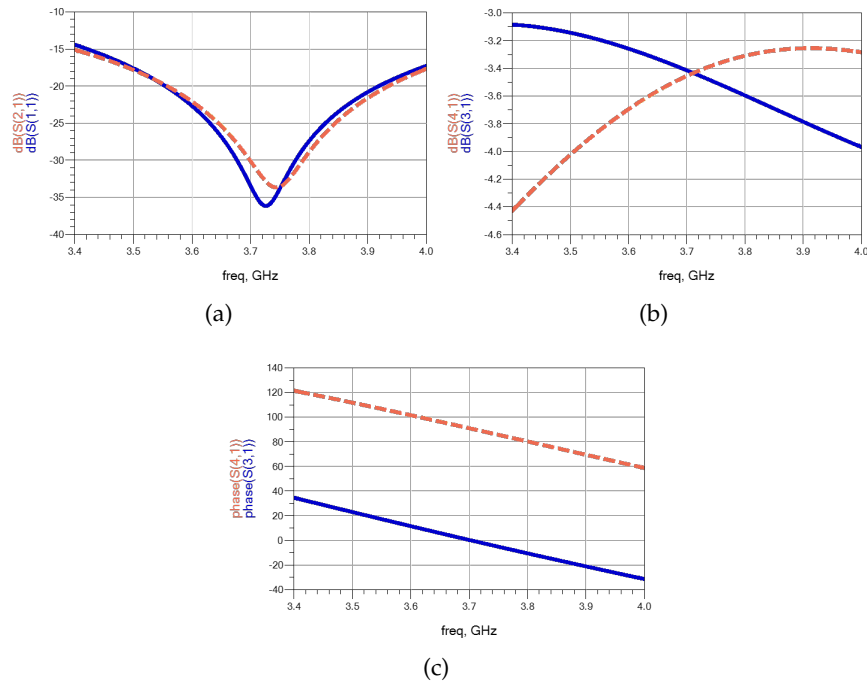 -10
-15
-20
-25
-30
-35
-40
3.4 3.5 3.6 3.7 3.8 3.9 4.0
freq, GHz
dB(S(2,1))
dB(S(1,1))
(a)
-3.0
-3.2
-3.4
-3.6
-3.8
-4.0
-4.2
-4.4
-4.6
3.4 3.5 3.6 3.7 3.8 3.9 4.0
freq, GHz
dB(S(4,1))
dB(S(3,1))
(b)
140
120
100
80
60
40
20
0
-20
-40
3.4 3.5 3.6 3.7 3.8 3.9 4.0
freq, GHz
phase(S(4,1))
phase(S(3,1))
(c)